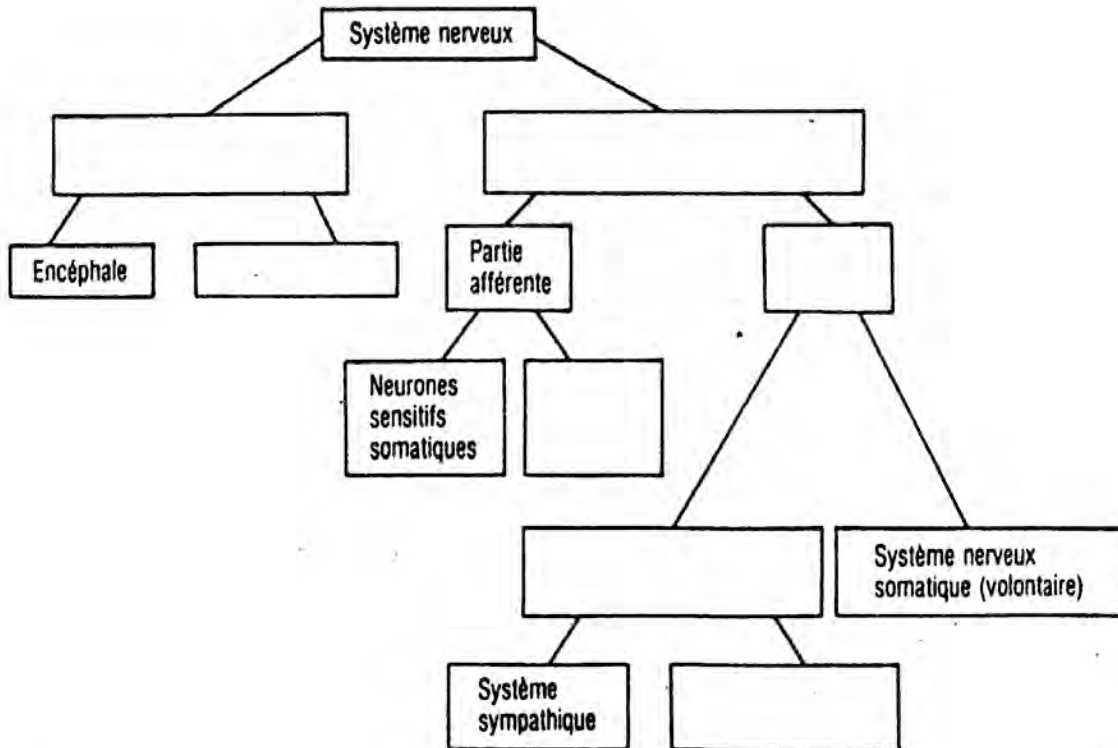 Système nerveux
Encéphale
Partie
afférente
Neurones
sensitifs
somatiques
Système nerveux
somatique (volontaire)
Système
sympathique